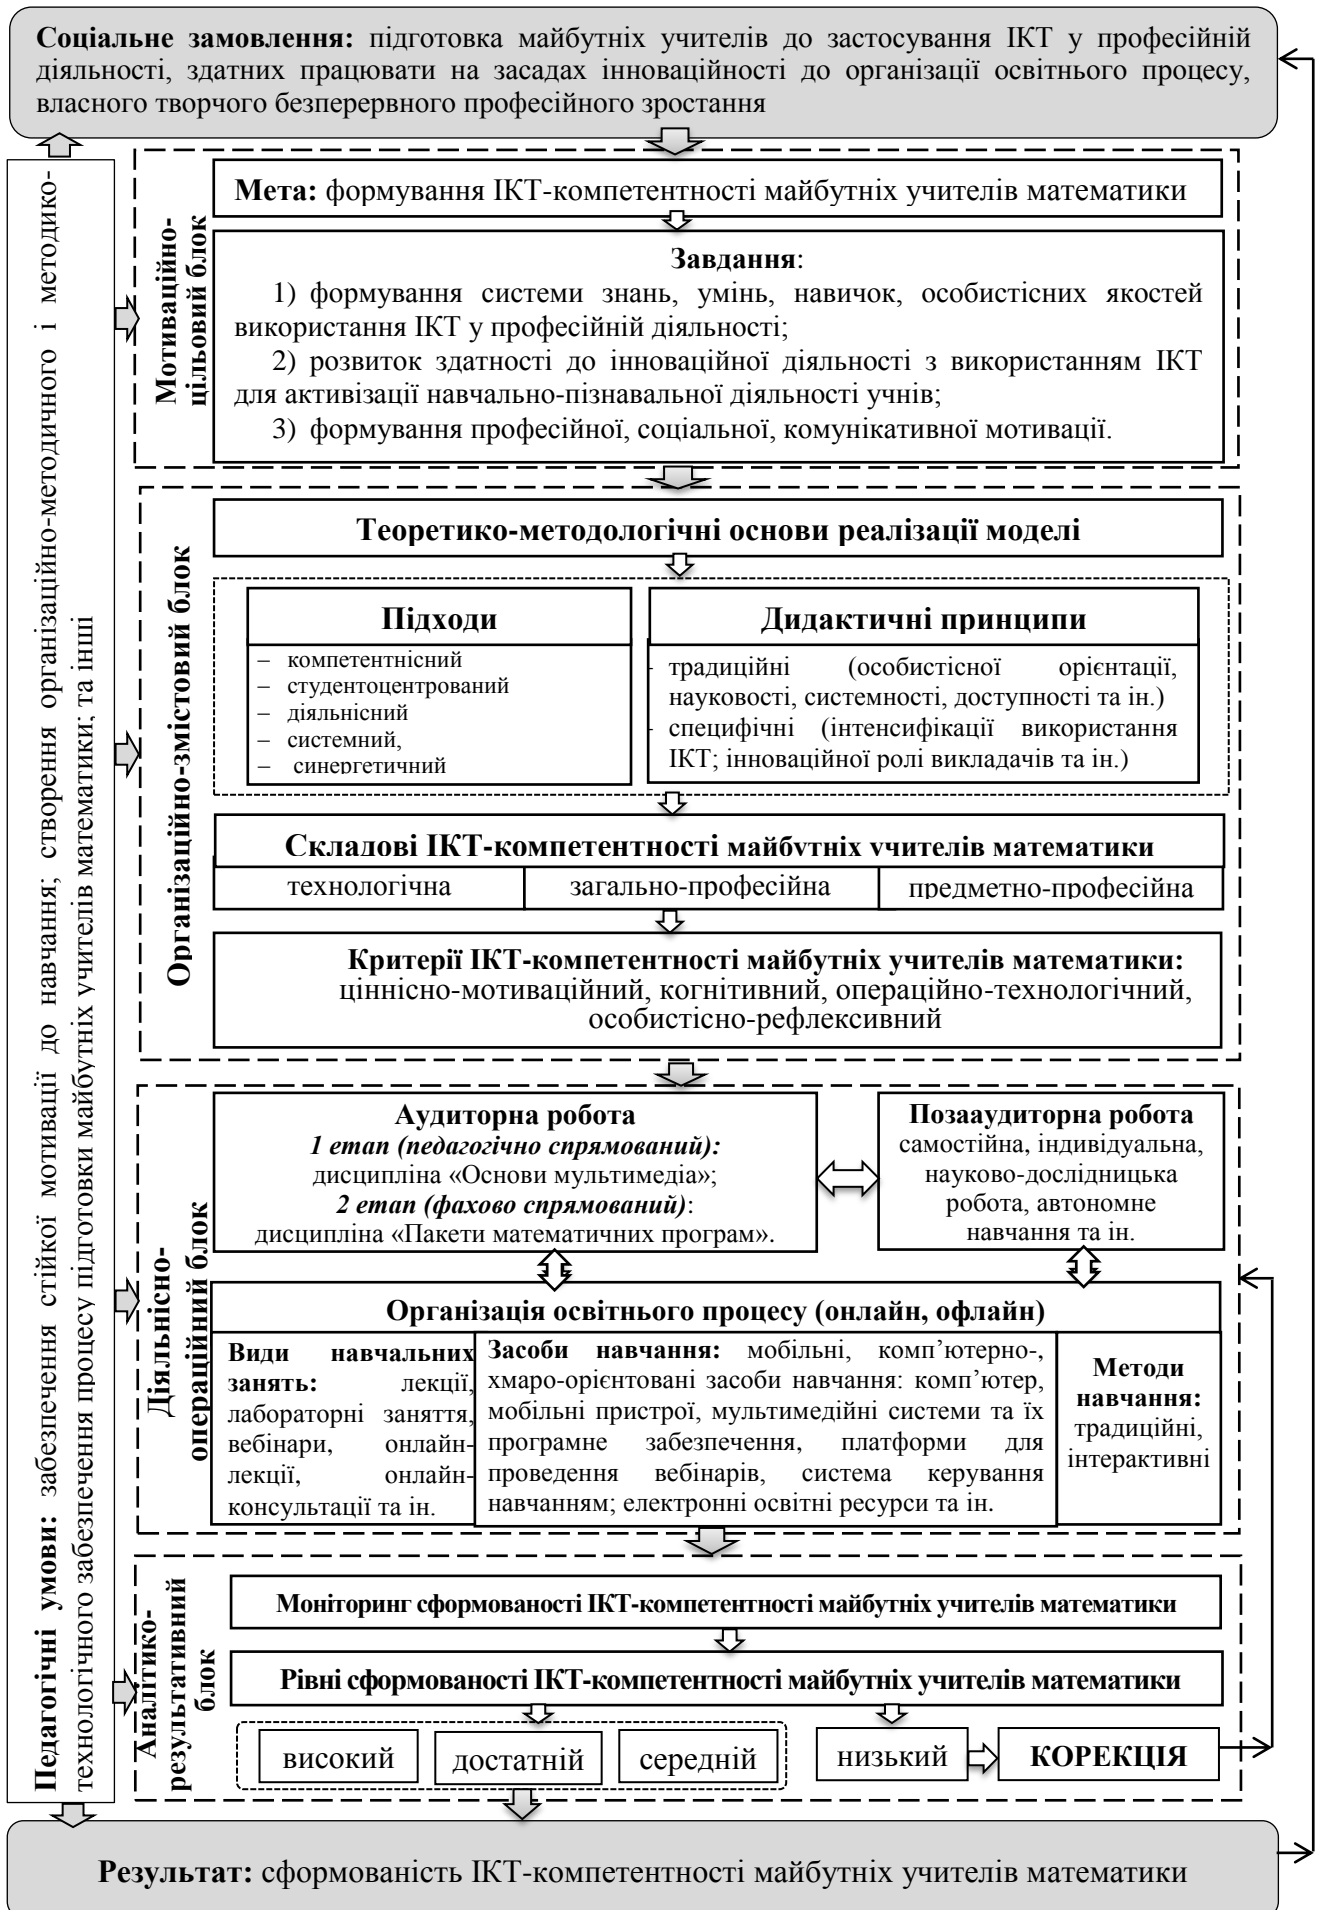 Соціальне замовлення: підготовка майбутніх учителів до застосування ІКТ у професійній
діяльності, здатних працювати на засадах інноваційності до організації освітнього процесу,
власного творчого безперервного професійного зростання
Педагогічні умови: забезпечення стійкої мотивації до навчання; створення організаційно-методичного і методико-
технологічного забезпечення процесу підготовки майбутніх учителів математики; та інші
Мотиваційно-
цільовий блок
Мета: формування ІКТ-компетентності майбутніх учителів математики
Завдання:
1) формування системи знань, умінь, навичок, особистісних якостей
використання ІКТ у професійній діяльності;
2) розвиток здатності до інноваційної діяльності з використанням ІКТ
для активізації навчально-пізнавальної діяльності учнів;
3) формування професійної, соціальної, комунікативної мотивації.
Організаційно-змістовий блок
Теоретико-методологічні основи реалізації моделі
Підходи
– компетентнісний
– студентоцентрований
– діяльнісний
– системний,
– синергетичний
Дидактичні принципи
- традиційні (особистісної орієнтації,
науковості, системності, доступності та ін.)
- специфічні (інтенсифікації використання
ІКТ; інноваційної ролі викладачів та ін.)
Складові ІКТ-компетентності майбутніх учителів математики
технологічна
загально-професійна
предметно-професійна
Критерії ІКТ-компетентності майбутніх учителів математики:
ціннісно-мотиваційний, когнітивний, операційно-технологічний,
особистісно-рефлексивний
Діяльнісно-
операційний блок
Аудиторна робота
1 етап (педагогічно спрямований):
дисципліна «Основи мультимедіа»;
2 етап (фахово спрямований):
дисципліна «Пакети математичних програм».
Позааудиторна робота
самостійна, індивідуальна,
науково-дослідницька
робота, автономне
навчання та ін.
Організація освітнього процесу (онлайн, офлайн)
Види навчальних
занять: лекції,
лабораторні заняття,
вебінари, онлайн-
лекції, онлайн-
консультації та ін.
Засоби навчання: мобільні, комп’ютерно-,
хмаро-орієнтовані засоби навчання: комп’ютер,
мобільні пристрої, мультимедійні системи та їх
програмне забезпечення, платформи для
проведення вебінарів, система керування
навчанням; електронні освітні ресурси та ін.
Методи
навчання:
традиційні,
інтерактивні
Аналітико-
результативний
блок
Моніторинг сформованості ІКТ-компетентності майбутніх учителів математики
Рівні сформованості ІКТ-компетентності майбутніх учителів математики
високий
достатній
середній
низький
КОРЕКЦІЯ
Результат: сформованість ІКТ-компетентності майбутніх учителів математики